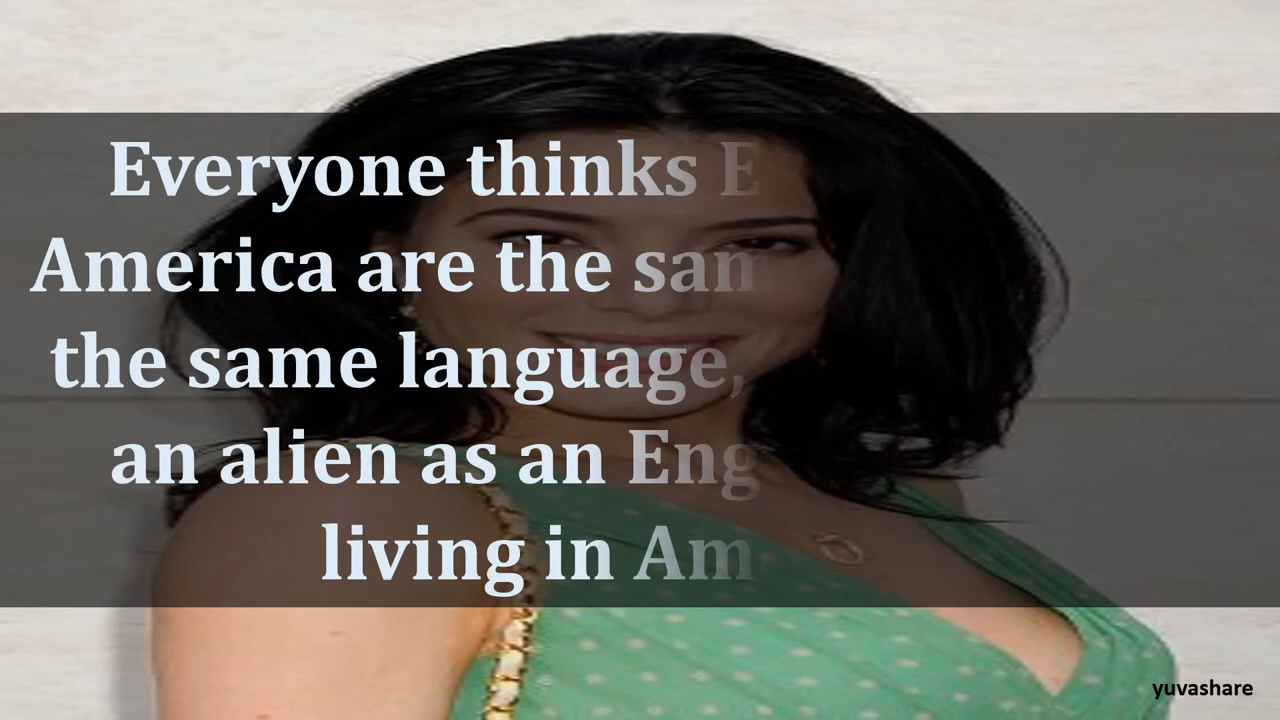 Everyone thinks E
America are the sam
the same language,
an alien as an Eng
living in Am
yuvashare